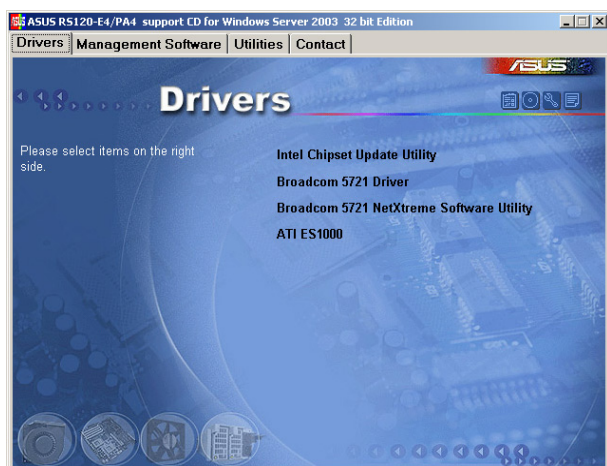 ASUS RS120-E4/PA4 support CD for Windows Server 2003 32 bit Edition
Drivers Management Software Utilities Contact
ASUS
Drivers
Please select items on the right
side.
Intel Chipset Update Utility
Broadcom 5721 Driver
Broadcom 5721 NetXtreme Software Utility
ATI ES1000